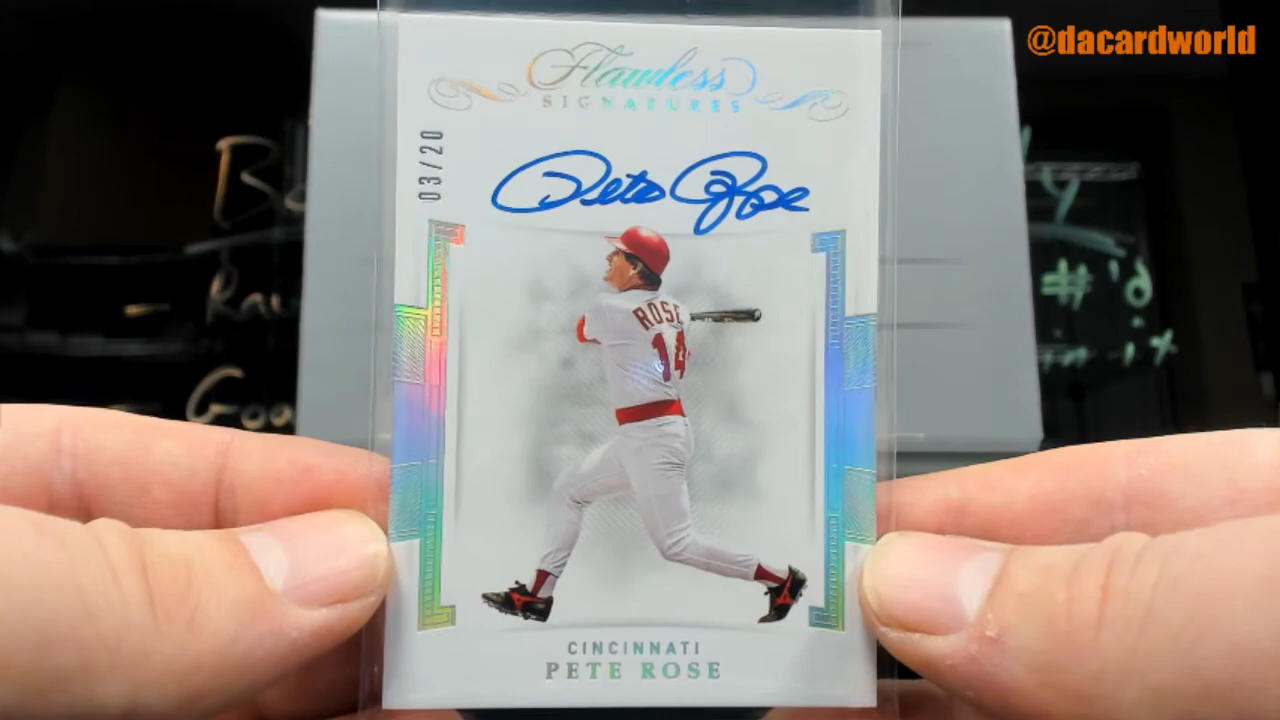 @dacardworld
Flawless
SIGNATURES
03/20
Pete Rose
ROSE
14
CINCINNATI
PETE ROSE
#'d